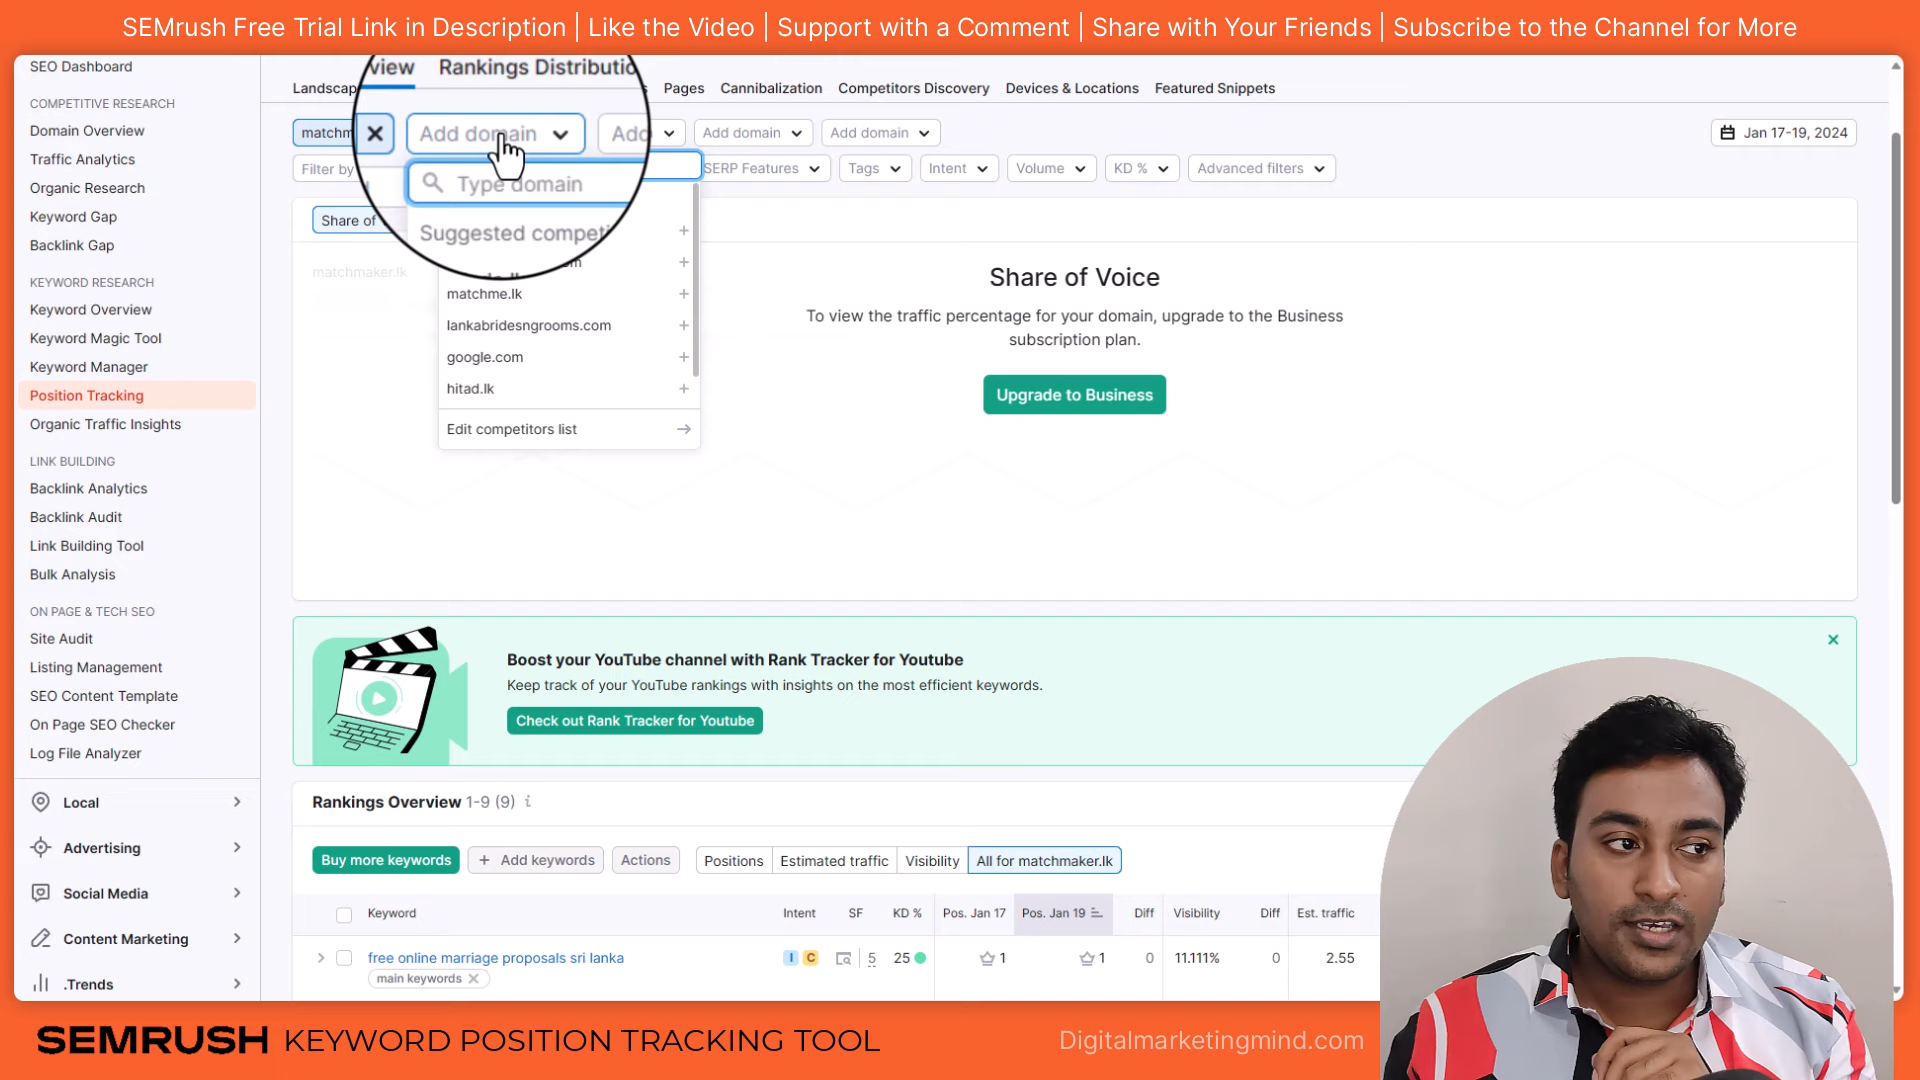 SEMrush Free Trial Link in Description | Like the Video | Support with a Comment | Share with Your Friends | Subscribe to the Channel for More
SEO Dashboard
COMPETITIVE RESEARCH
Domain Overview
Traffic Analytics
Organic Research
Keyword Gap
Backlink Gap
KEYWORD RESEARCH
Keyword Overview
Keyword Magic Tool
Keyword Manager
Position Tracking
Organic Traffic Insights
LINK BUILDING
Backlink Analytics
Backlink Audit
Link Building Tool
Bulk Analysis
ON PAGE & TECH SEO
Site Audit
Listing Management
SEO Content Template
On Page SEO Checker
Log File Analyzer
Local
Advertising
Social Media
Content Marketing
.Trends
Landscap
view Rankings Distributio
Pages Cannibalization Competitors Discovery Devices & Locations Featured Snippets
matchm Add domain Add Add domain Add domain Jan 17-19, 2024
Filter by SERP Features Tags Intent Volume KD % Advanced filters
Type domain
Share of
Suggested competi
matchmaker.lk
matchme.lk
lankabridesngrooms.com
google.com
hitad.lk
Edit competitors list
Share of Voice
To view the traffic percentage for your domain, upgrade to the Business
subscription plan.
Upgrade to Business
Boost your YouTube channel with Rank Tracker for Youtube
Keep track of your YouTube rankings with insights on the most efficient keywords.
Check out Rank Tracker for Youtube
Rankings Overview 1-9 (9) i
Buy more keywords + Add keywords Actions Positions Estimated traffic Visibility All for matchmaker.lk
Keyword Intent SF KD % Pos. Jan 17 Pos. Jan 19 Diff Visibility Diff Est. traffic
free online marriage proposals sri lanka I C 5 25 1 1 0 11.111% 0 2.55
main keywords
SEMRUSH KEYWORD POSITION TRACKING TOOL
Digitalmarketingmind.com